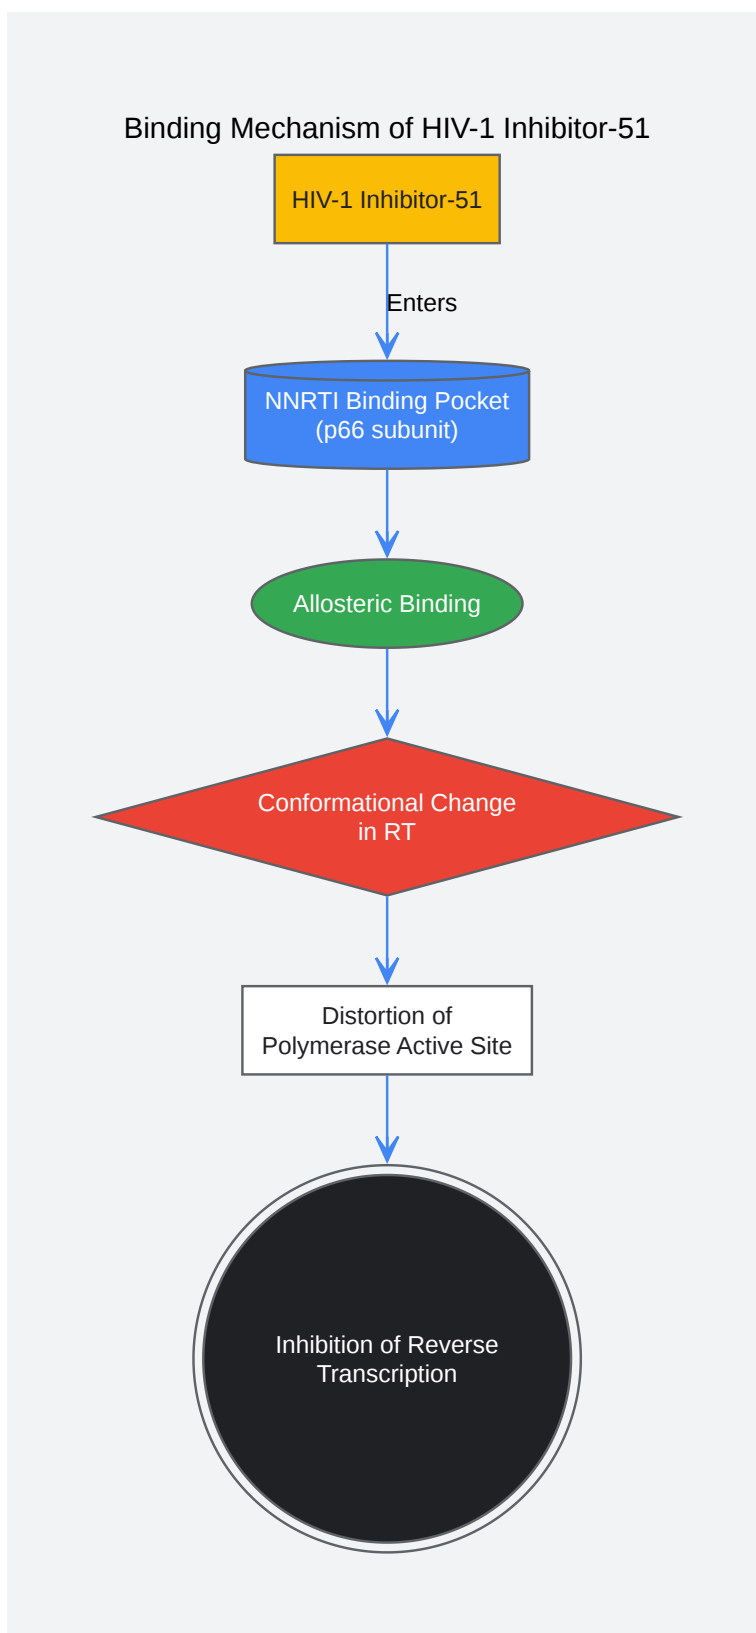 Binding Mechanism of HIV-1 Inhibitor-51
HIV-1 Inhibitor-51
Enters
NNRTI Binding Pocket
(p66 subunit)
Allosteric Binding
Conformational Change
in RT
Distortion of
Polymerase Active Site
Inhibition of Reverse
Transcription